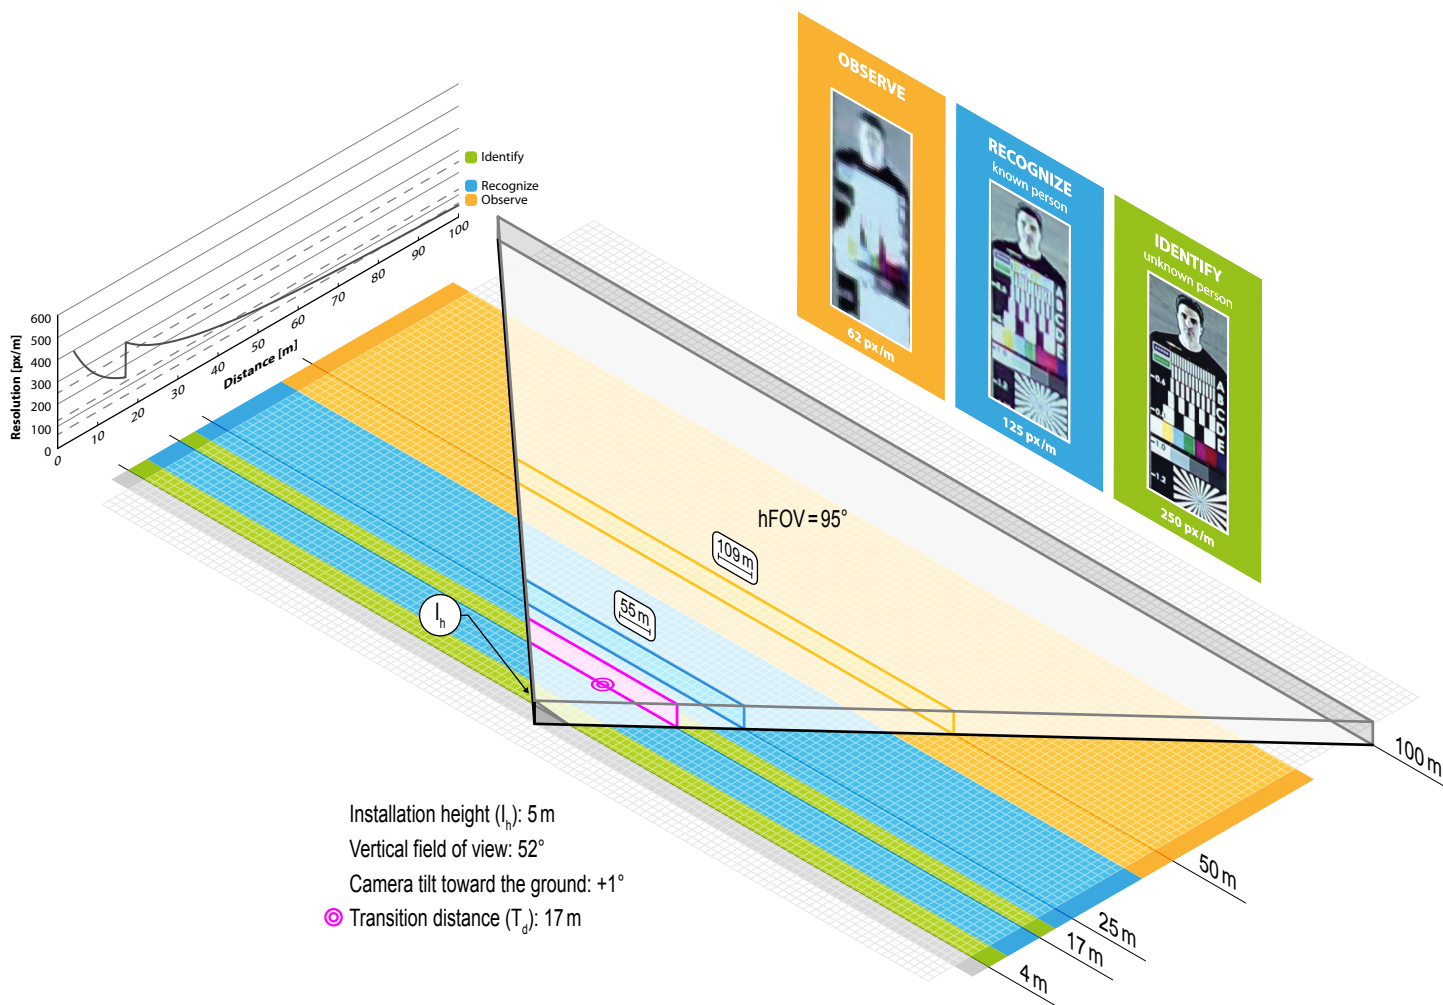 OBSERVE
62 px/m
RECOGNIZE
known person
125 px/m
IDENTIFY
unknown person
250 px/m
A
B
C
D
E
Identify
Recognize
Observe
Resolution [px/m]
600
500
400
300
200
100
0
0
10
20
30
40
50
60
70
80
90
100
Distance [m]
hFOV = 95°
109 m
55 m
Ih
100 m
50 m
25 m
17 m
4 m
Installation height (Ih): 5 m
Vertical field of view: 52°
Camera tilt toward the ground: +1°
Transition distance (Td): 17 m